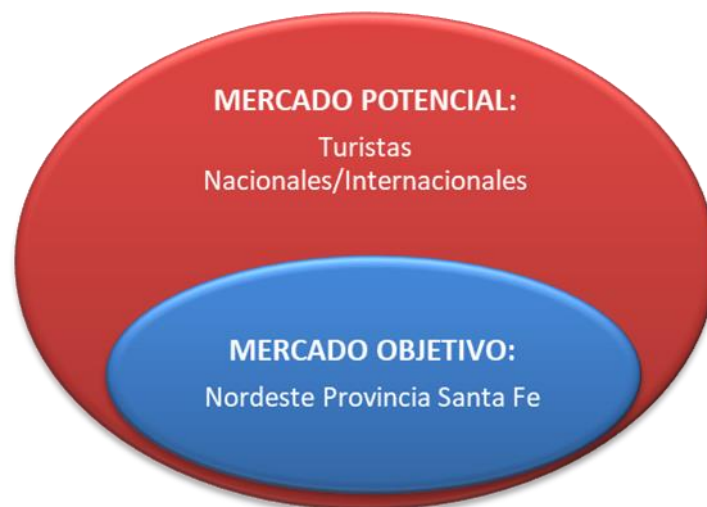 MERCADO POTENCIAL:
Turistas
Nacionales/Internacionales
MERCADO OBJETIVO:
Nordeste Provincia Santa Fe